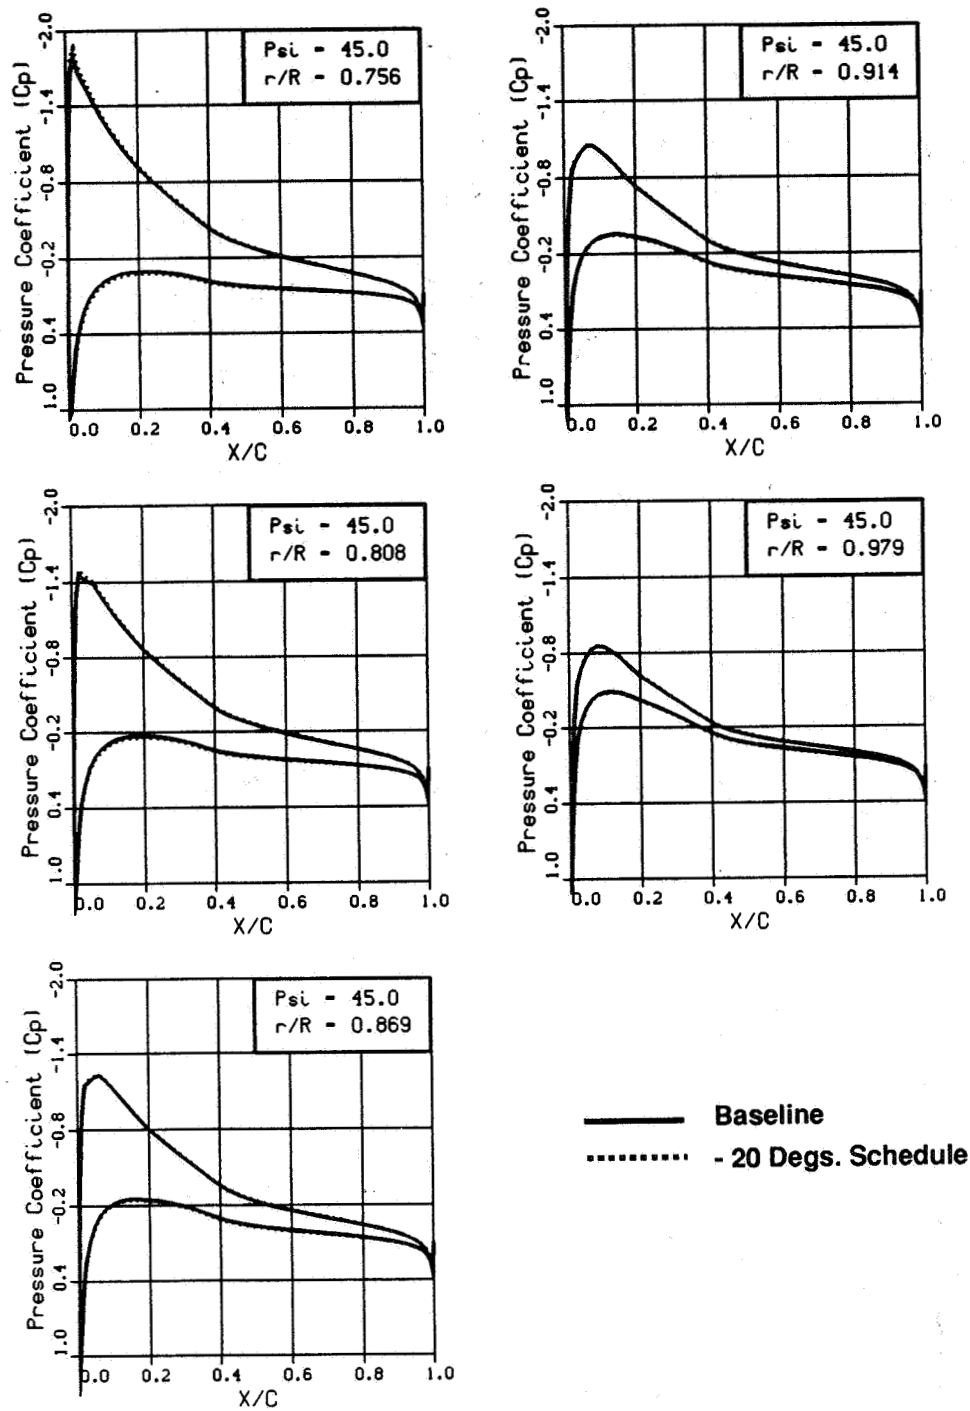 Psi - 45.0
r/R - 0.756
Pressure Coefficient (Cp)
-2.0
-1.4
-0.8
-0.2
0.4
1.0
0.0 0.2 0.4 0.6 0.8 1.0
X/C
Psi - 45.0
r/R - 0.914
Pressure Coefficient (Cp)
-2.0
-1.4
-0.8
-0.2
0.4
1.0
0.0 0.2 0.4 0.6 0.8 1.0
X/C
Psi - 45.0
r/R - 0.808
Pressure Coefficient (Cp)
-2.0
-1.4
-0.8
-0.2
0.4
1.0
0.0 0.2 0.4 0.6 0.8 1.0
X/C
Psi - 45.0
r/R - 0.979
Pressure Coefficient (Cp)
-2.0
-1.4
-0.8
-0.2
0.4
1.0
0.0 0.2 0.4 0.6 0.8 1.0
X/C
Psi - 45.0
r/R - 0.869
Pressure Coefficient (Cp)
-2.0
-1.4
-0.8
-0.2
0.4
1.0
0.0 0.2 0.4 0.6 0.8 1.0
X/C
Baseline
- 20 Degs. Schedule